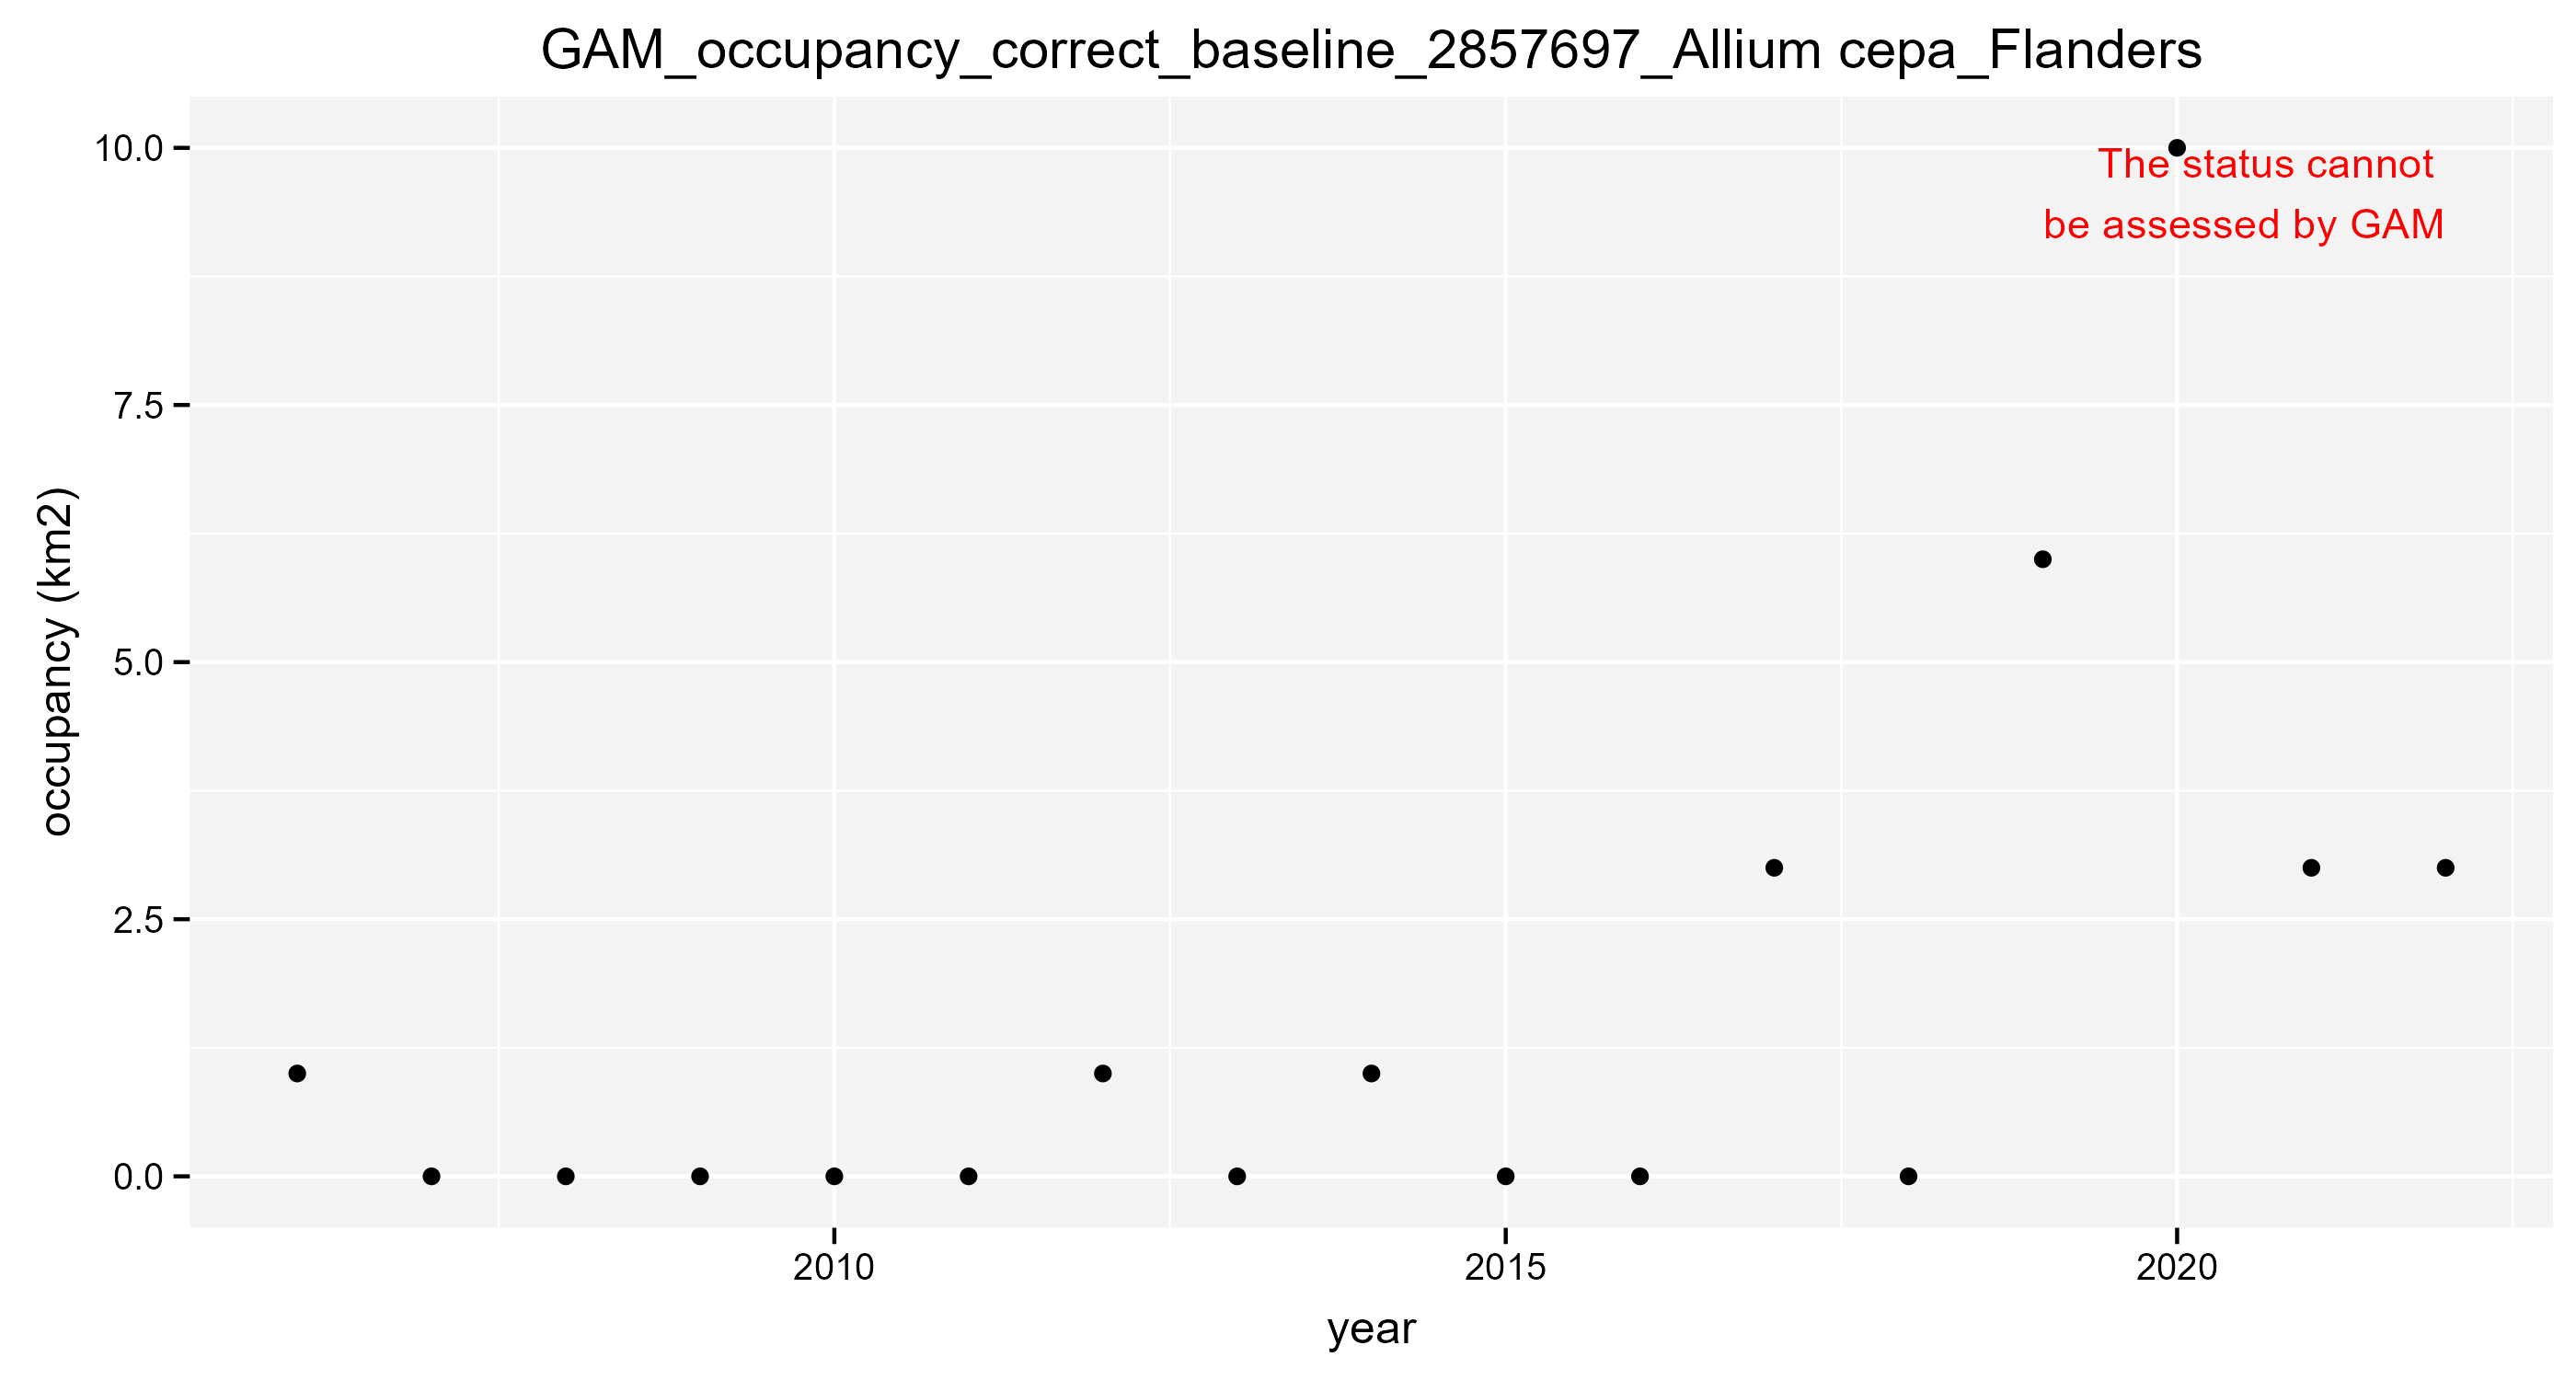 GAM_occupancy_correct_baseline_2857697_Allium cepa_Flanders
10.0
7.5
5.0
2.5
0.0
occupancy (km2)
The status cannot
be assessed by GAM
2010
2015
2020
year